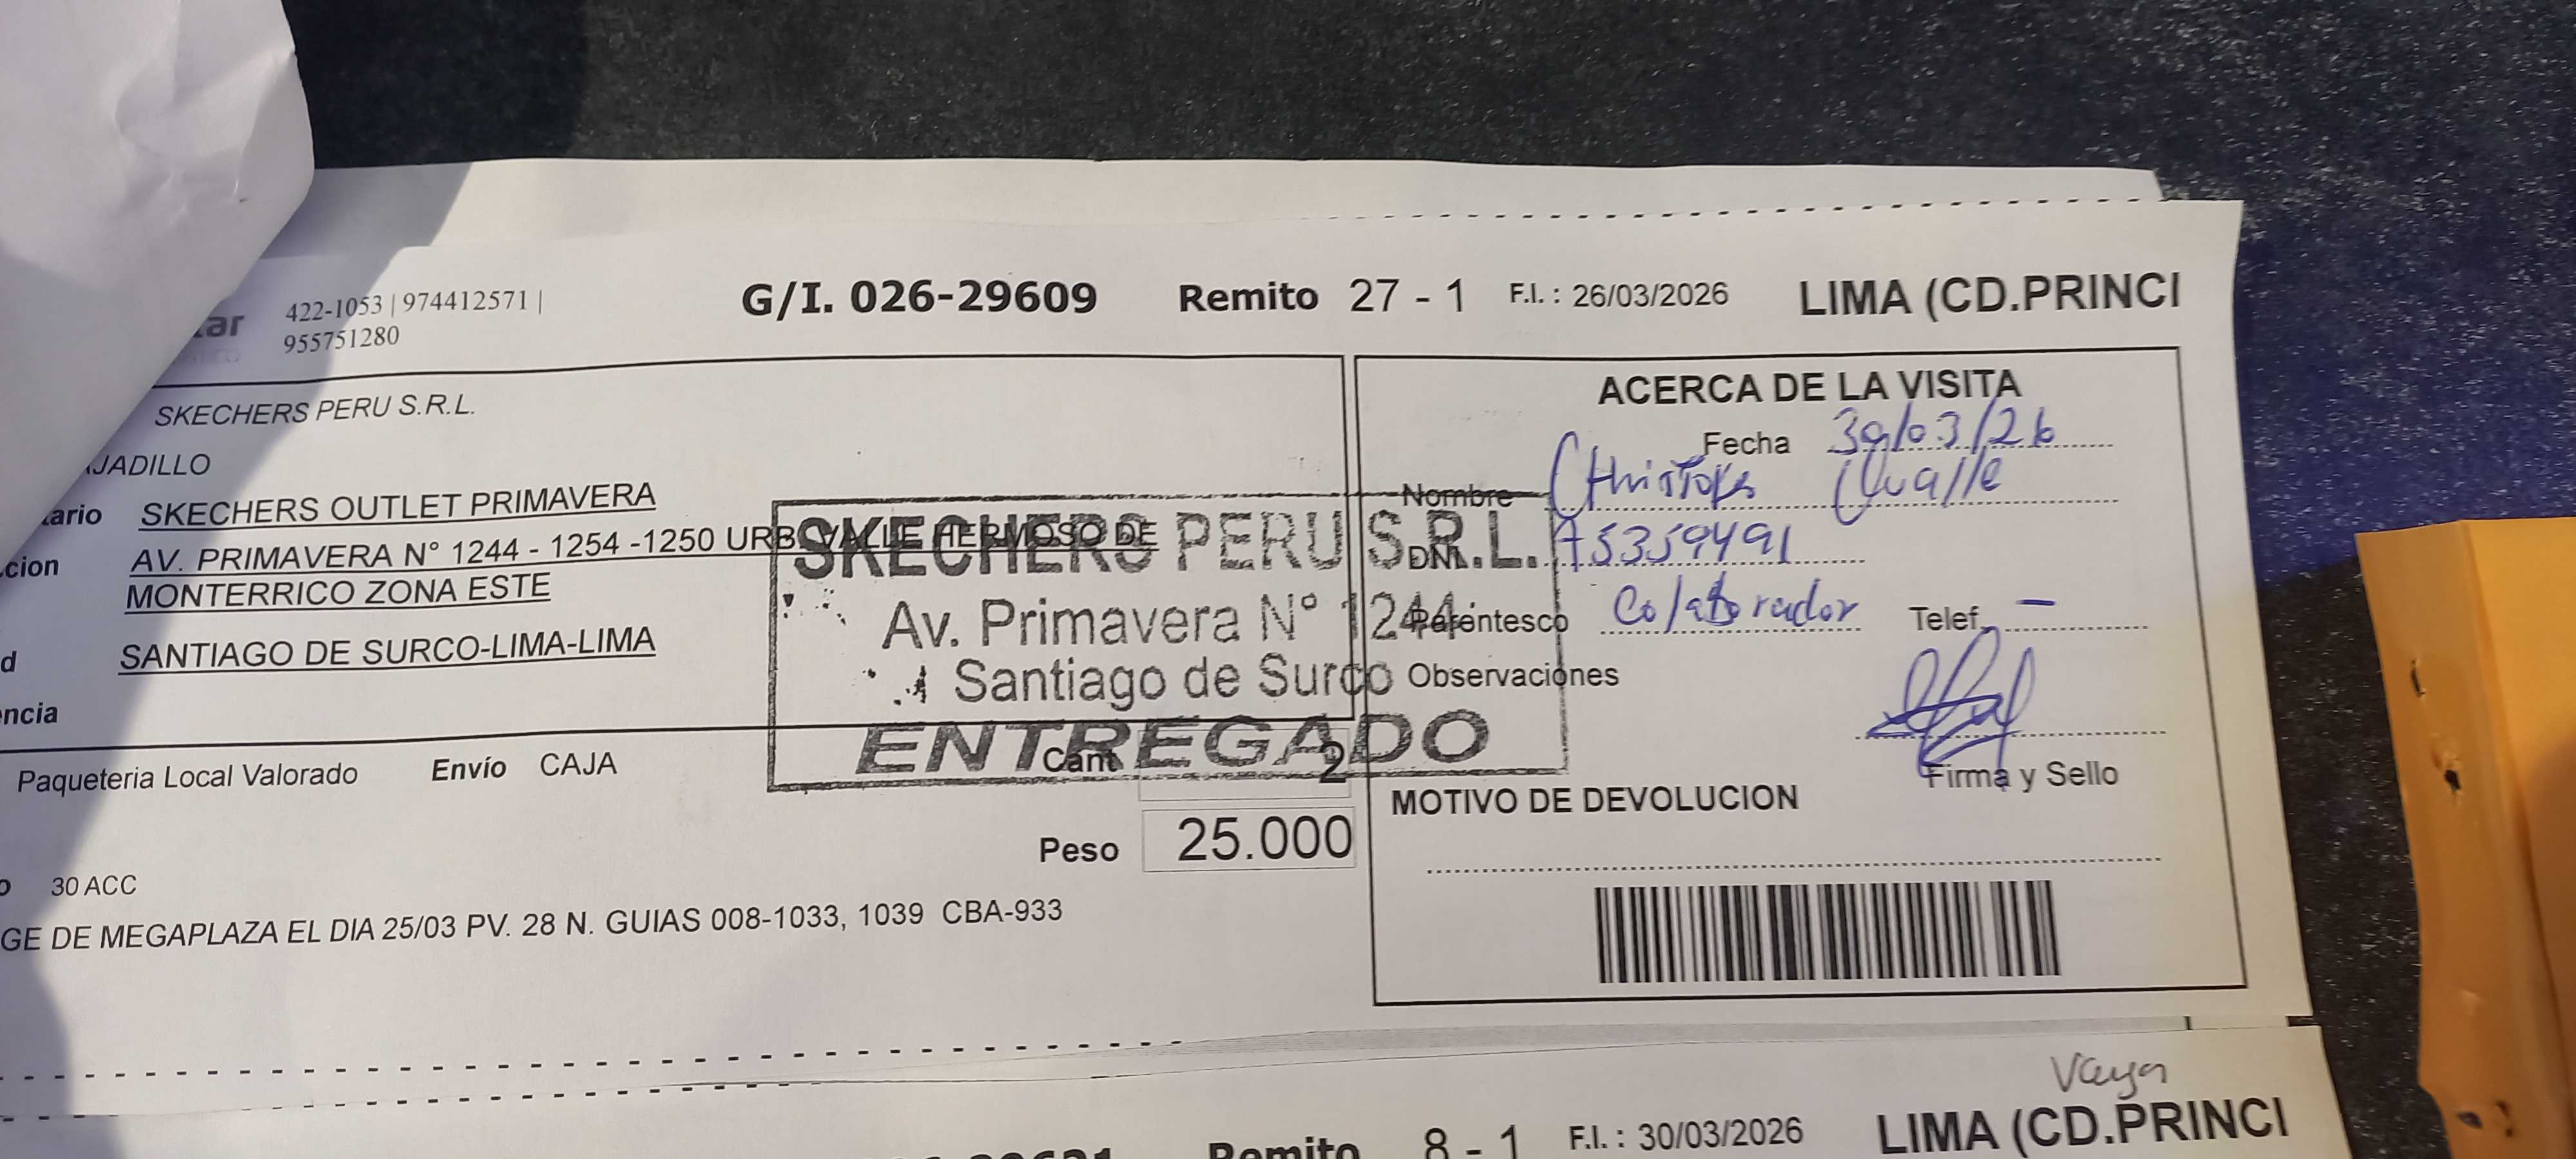 tar 422-1053 | 974412571 |
955751280
G/I. 026-29609 Remito 27 - 1 F.I. : 26/03/2026 LIMA (CD.PRINCI
SKECHERS PERU S.R.L.
JADILLO
tario SKECHERS OUTLET PRIMAVERA
cion AV. PRIMAVERA N° 1244 - 1254 -1250 URB. VALLE HERMOSO DE
MONTERRICO ZONA ESTE
d SANTIAGO DE SURCO-LIMA-LIMA
encia
SKECHERS PERU S.R.L.
Av. Primavera N° 1244
Santiago de Surco
ENTREGADO
Paqueteria Local Valorado Envío CAJA Cant 2
Peso 25.000
o 30 ACC
GE DE MEGAPLAZA EL DIA 25/03 PV. 28 N. GUIAS 008-1033, 1039 CBA-933
ACERCA DE LA VISITA
Fecha 30/03/26
Nombre
DNI. 75359491
Parentesco Colaborador Telef. -
Observaciones
Firma y Sello
MOTIVO DE DEVOLUCION
Remito 8 - 1 F.I. : 30/03/2026 LIMA (CD.PRINCI